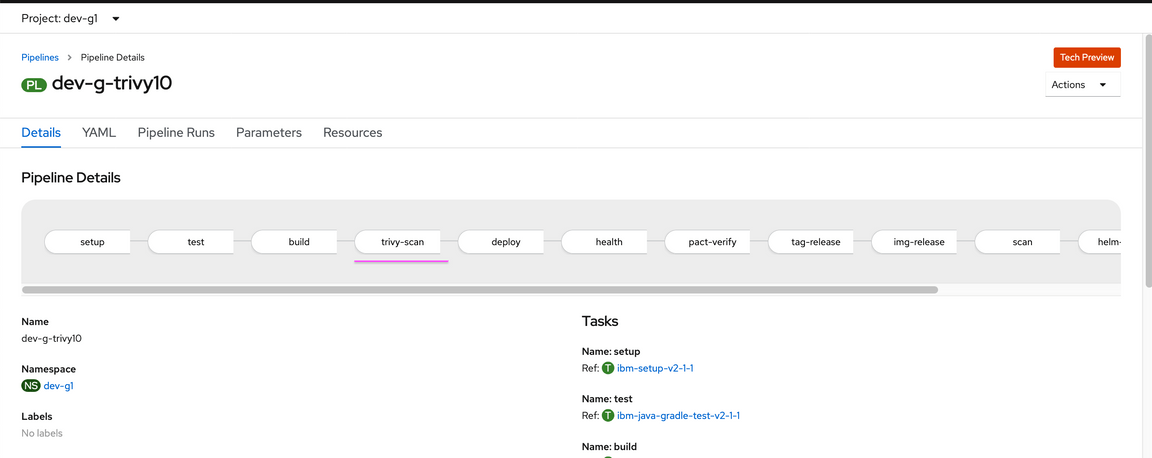 Project: dev-g1
Pipelines > Pipeline Details
Tech Preview
PL dev-g-trivy10
Actions
Details YAML Pipeline Runs Parameters Resources
Pipeline Details
setup test build trivy-scan deploy health pact-verify tag-release img-release scan helm-
Name
dev-g-trivy10
Namespace
NS dev-g1
Labels
No labels
Tasks
Name: setup
Ref: T ibm-setup-v2-1-1
Name: test
Ref: T ibm-java-gradle-test-v2-1-1
Name: build